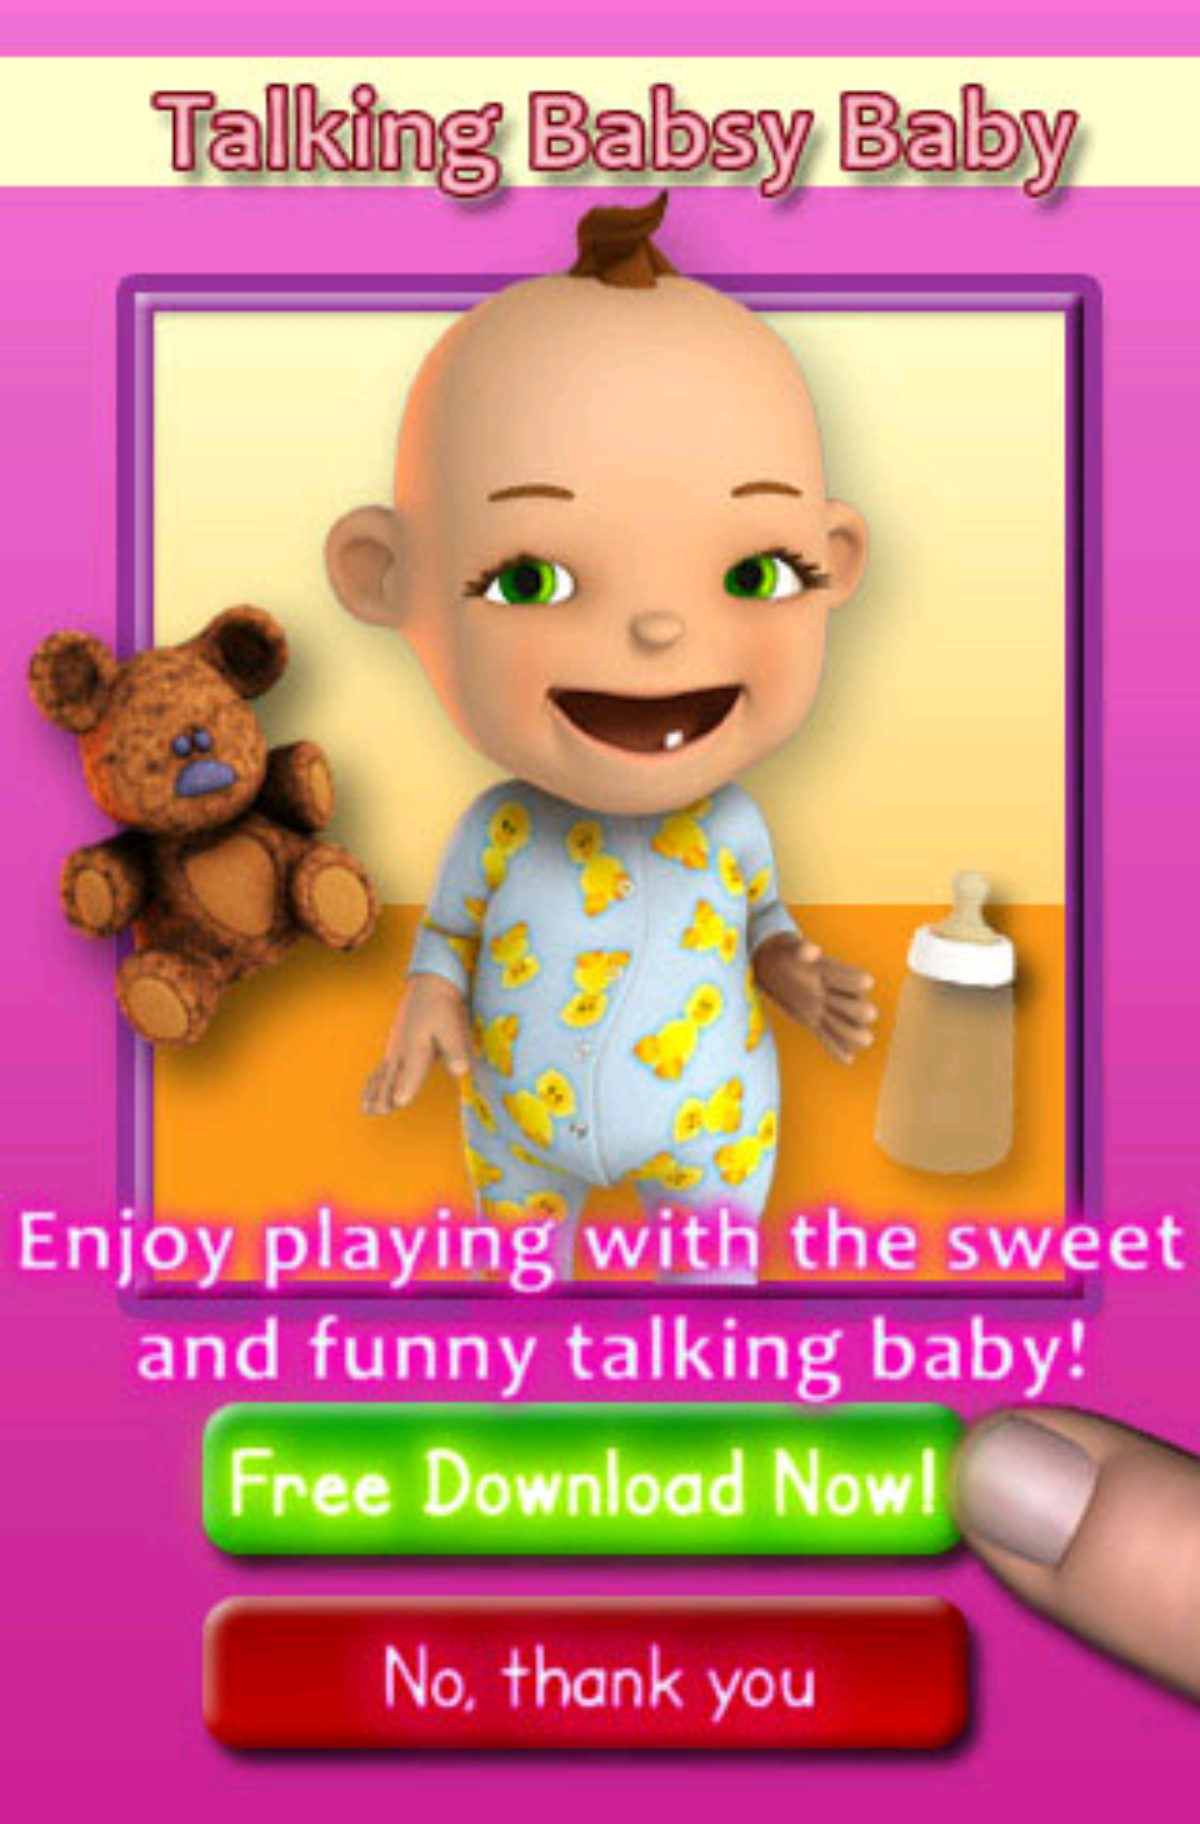 Talking Babsy Baby
Enjoy playing with the sweet
and funny talking baby!
Free Download Now!
No, thank you